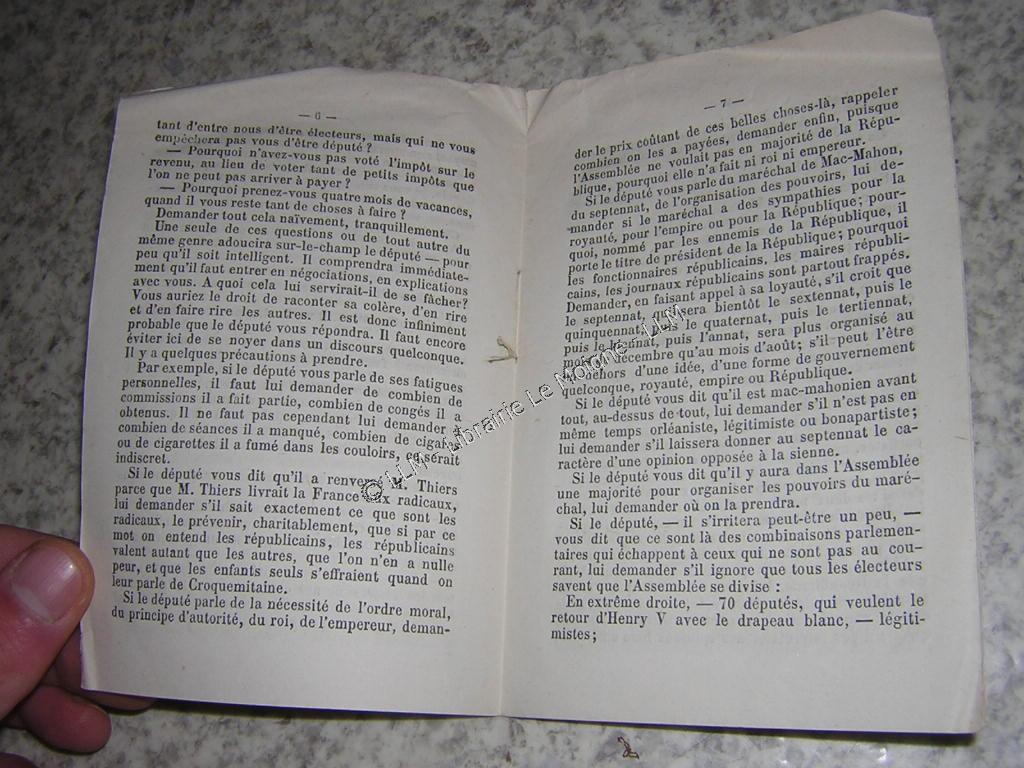 — 6 —
tant d'entre nous d'être électeurs, mais qui ne vous
empêchera pas vous d'être député ?
— Pourquoi n'avez-vous pas voté l'impôt sur le
revenu, au lieu de voter tant de petits impôts que
l'on ne peut pas arriver à payer ?
— Pourquoi prenez-vous quatre mois de vacances,
quand il vous reste tant de choses à faire ?
Demander tout cela naïvement, tranquillement.
Une seule de ces questions ou de tout autre du
même genre adoucira sur-le-champ le député — pour
peu qu'il soit intelligent. Il comprendra immédiate-
ment qu'il faut entrer en négociations, en explications
avec vous. A quoi cela lui servirait-il de se fâcher?
Vous auriez le droit de raconter sa colère, d'en rire
et d'en faire rire les autres. Il est donc infiniment
probable que le député vous répondra. Il faut encore
éviter ici de se noyer dans un discours quelconque.
Il y a quelques précautions à prendre.
Par exemple, si le député vous parle de ses fatigues
personnelles, il faut lui demander de combien de
commissions il a fait partie, combien de congés il a
obtenus. Il ne faut pas cependant lui demander
combien de séances il a manqué, combien de cigares
ou de cigarettes il a fumé dans les couloirs, ce serait
indiscret.
Si le député vous dit qu'il a renversé M. Thiers
parce que M. Thiers livrait la France aux radicaux,
lui demander s'il sait exactement ce que sont les
radicaux, le prévenir, charitablement, que si par ce
mot on entend les républicains, les républicains
valent autant que les autres, que l'on n'en a nulle
peur, et que les enfants seuls s'effraient quand on
leur parle de Croquemitaine.
Si le député parle de la nécessité de l'ordre moral,
du principe d'autorité, du roi, de l'empereur, deman-
— 7 —
der le prix coûtant de ces belles choses-là, rappeler
combien on les a payées, demander enfin, puisque
l'Assemblée ne voulait pas en majorité de la Répu-
blique, pourquoi elle n'a fait ni roi ni empereur.
Si le député vous parle du maréchal de Mac-Mahon,
du septennat, de l'organisation des pouvoirs, lui de-
mander si le maréchal a des sympathies pour la
royauté, pour l'empire ou pour la République; pour-
quoi, nommé par les ennemis de la République, il
porte le titre de président de la République; pourquoi
les fonctionnaires républicains, les maires républi-
cains, les journaux républicains sont partout frappés.
Demander, en faisant appel à sa loyauté, s'il croit que
le septennat, qui sera bientôt le sextennat, puis le
quinquennat, puis le quaternat, puis le tertiennat,
puis le biennat, puis l'annat, sera plus organisé au
mois de décembre qu'au mois d'août; s'il peut l'être
en dehors d'une idée, d'une forme de gouvernement
quelconque, royauté, empire ou République.
Si le député vous dit qu'il est mac-mahonien avant
tout, au-dessus de tout, lui demander s'il n'est pas en
même temps orléaniste, légitimiste ou bonapartiste;
lui demander s'il laissera donner au septennat le ca-
ractère d'une opinion opposée à la sienne.
Si le député vous dit qu'il y aura dans l'Assemblée
une majorité pour organiser les pouvoirs du maré-
chal, lui demander où on la prendra.
Si le député, — il s'irritera peut-être un peu, —
vous dit que ce sont là des combinaisons parlemen-
taires qui échappent à ceux qui ne sont pas au cou-
rant, lui demander s'il ignore que tous les électeurs
savent que l'Assemblée se divise :
En extrême droite, — 70 députés, qui veulent le
retour d'Henry V avec le drapeau blanc, — légiti-
mistes;
© LLM - Librairie Le Moigne - LLM